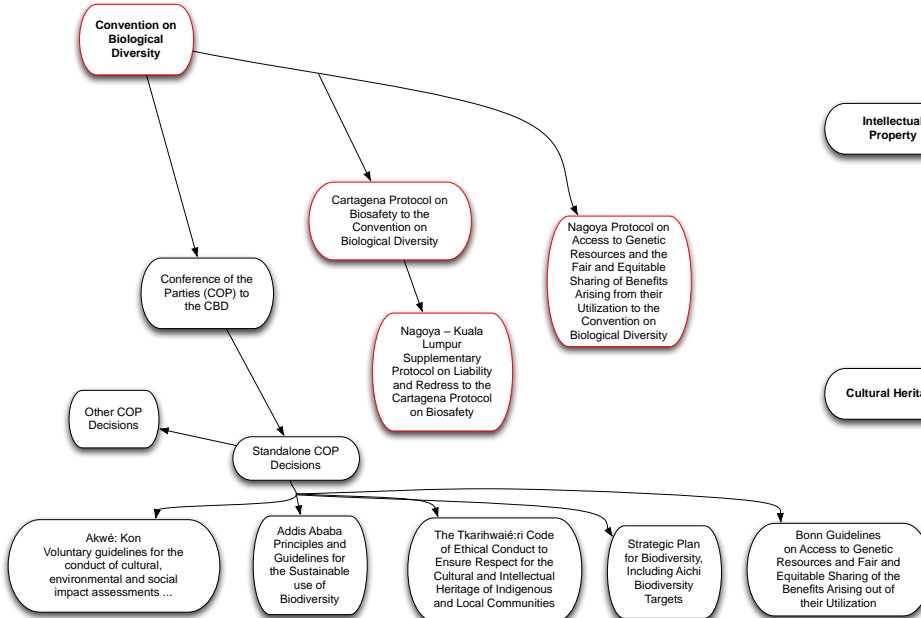 Convention on
Biological
Diversity
Intellectual
Property
Cartagena Protocol on
Biosafety to the
Convention on
Biological Diversity
Nagoya Protocol on
Access to Genetic
Resources and the
Fair and Equitable
Sharing of Benefits
Arising from their
Utilization to the
Convention on
Biological Diversity
Conference of the
Parties (COP) to
the CBD
Nagoya – Kuala
Lumpur
Supplementary
Protocol on Liability
and Redress to the
Cartagena Protocol
on Biosafety
Cultural
Other COP
Decisions
Standalone COP
Decisions
Akwé: Kon
Voluntary guidelines for the
conduct of cultural,
environmental and social
impact assessments ...
Addis Ababa
Principles and
Guidelines for
the Sustainable
use of
Biodiversity
The Tkarihwaié:ri Code
of Ethical Conduct to
Ensure Respect for the
Cultural and Intellectual
Heritage of Indigenous
and Local Communities
Strategic Plan
for Biodiversity,
Including Aichi
Biodiversity
Targets
Bonn Guidelines
on Access to Genetic
Resources and Fair and
Equitable Sharing of the
Benefits Arising out of
their Utilization